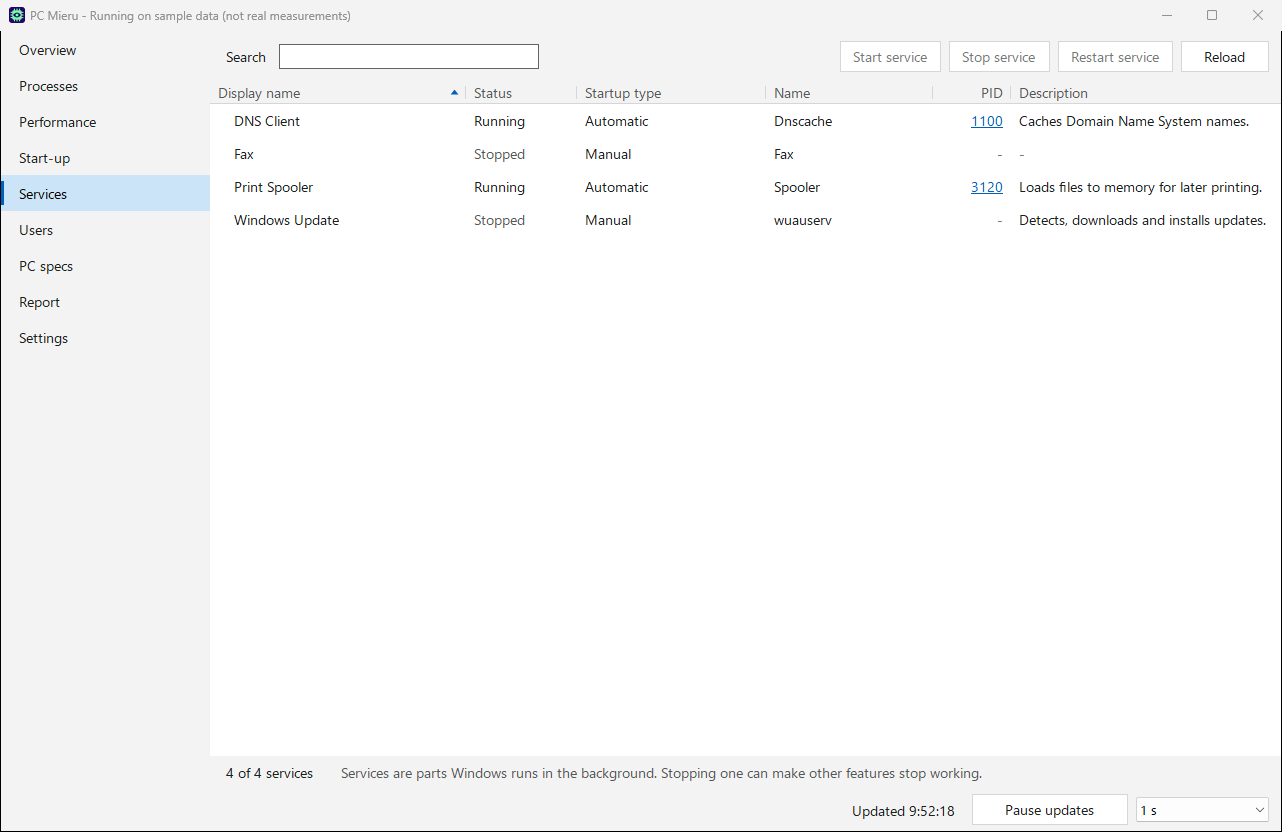 PC Mieru - Running on sample data (not real measurements)
Overview
Processes
Performance
Start-up
Services
Users
PC specs
Report
Settings
Search Start service Stop service Restart service Reload
Display name Status Startup type Name PID Description
DNS Client Running Automatic Dnscache 1100 Caches Domain Name System names.
Fax Stopped Manual Fax - -
Print Spooler Running Automatic Spooler 3120 Loads files to memory for later printing.
Windows Update Stopped Manual wuauserv - Detects, downloads and installs updates.
4 of 4 services Services are parts Windows runs in the background. Stopping one can make other features stop working.
Updated 9:52:18 Pause updates 1 s